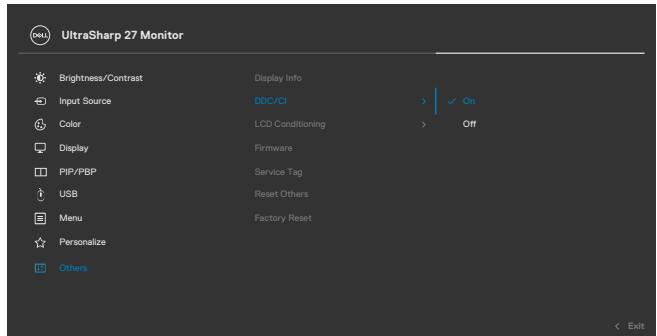 DELL UltraSharp 27 Monitor
Brightness/Contrast Display Info
Input Source DDC/CI > ✓ On
Color LCD Conditioning > Off
Display Firmware
PIP/PBP Service Tag
USB Reset Others
Menu Factory Reset
Personalize
Others
< Exit